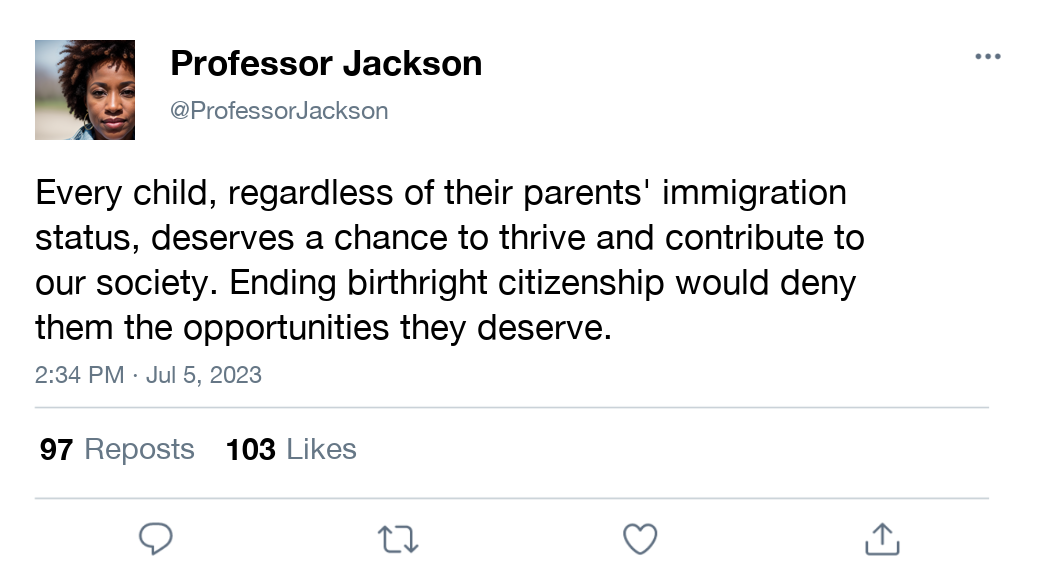 Professor Jackson
@ProfessorJackson
Every child, regardless of their parents' immigration
status, deserves a chance to thrive and contribute to
our society. Ending birthright citizenship would deny
them the opportunities they deserve.
2:34 PM · Jul 5, 2023
97 Reposts 103 Likes